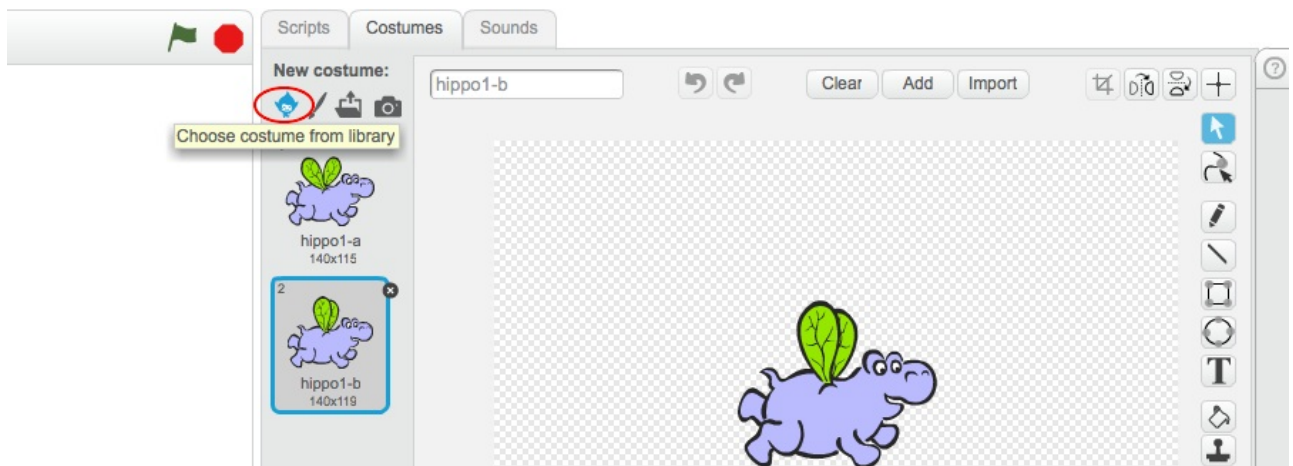 Scripts Costumes Sounds
New costume:
hippo1-b
Clear Add Import
?
Choose costume from library
hippo1-a
140x115
2
hippo1-b
140x119
T